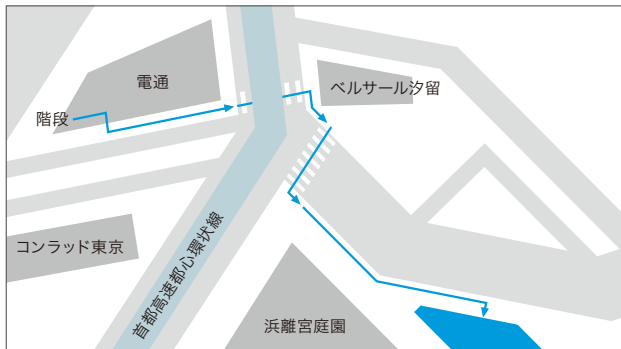 電通
ベルサール汐留
階段
コンラッド東京
首都高速都心環状線
浜離宮庭園